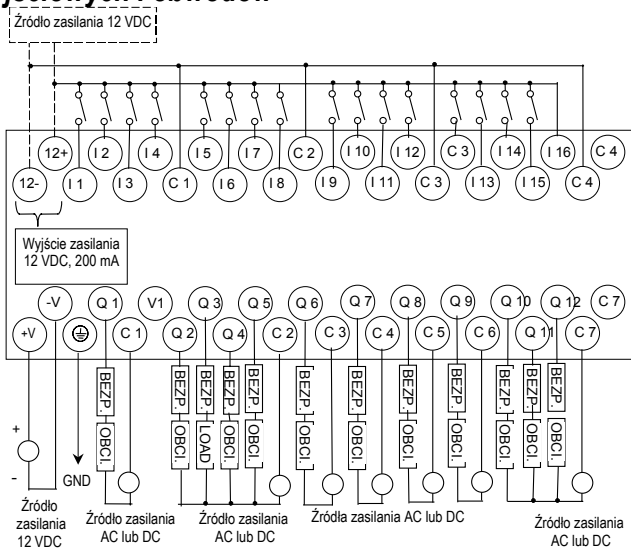 Źródło zasilania 12 VDC
12+ I 2 I 4 I 5 I 7 C 2 I 10 I 12 C 3 I 14 I 16 C 4
12- I 1 I 3 C 1 I 6 I 8 I 9 I 11 C 3 I 13 I 15 C 4
Wyjście zasilania
12 VDC, 200 mA
-V Q 1 V1 Q 3 Q 5 Q 6 Q 7 Q 8 Q 9 Q 10 Q 12 C 7
+V C 1 Q 2 Q 4 C 2 C 3 C 4 C 5 C 6 Q 11 C 7
BEZP. BEZP. BEZP. BEZP. BEZP. BEZP. BEZP. BEZP. BEZP. BEZP. BEZP. BEZP.
OBCI. OBCI. LOAD OBCI. OBCI. OBCI. OBCI. OBCI. OBCI. OBCI. OBCI. OBCI.
+
-
GND
Źródło
zasilania
12 VDC
Źródło zasilania
AC lub DC
Źródło zasilania
AC lub DC
Źródła zasilania AC lub DC
Źródło zasilania
AC lub DC